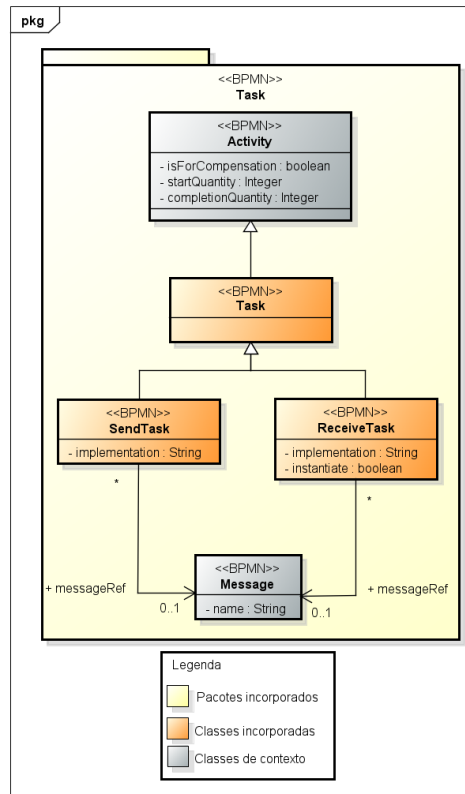 pkg
<<BPMN>>
Task
<<BPMN>>
Activity
- isForCompensation : boolean
- startQuantity : Integer
- completionQuantity : Integer
<<BPMN>>
Task
<<BPMN>>
SendTask
- implementation : String
<<BPMN>>
ReceiveTask
- implementation : String
- instantiate : boolean
*
*
+ messageRef
0..1
<<BPMN>>
Message
- name : String
+ messageRef
0..1
Legenda
Pacotes incorporados
Classes incorporadas
Classes de contexto